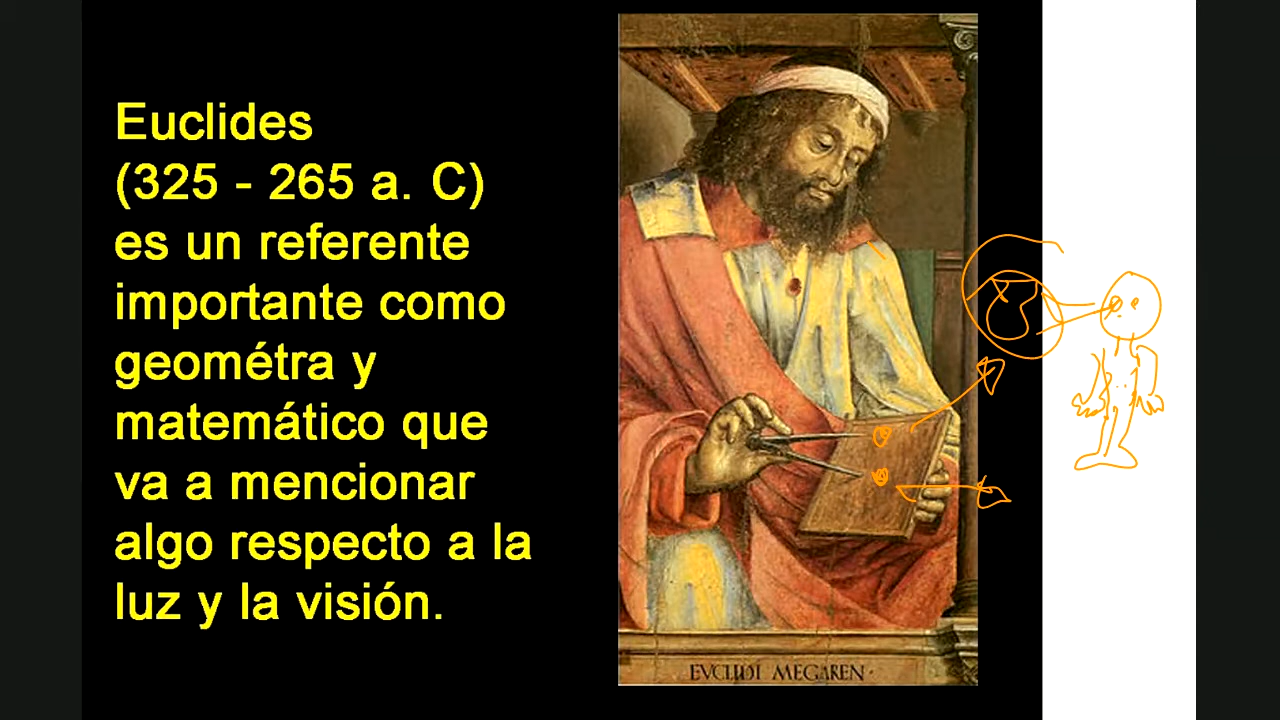 Euclides
(325 - 265 a. C)
es un referente
importante como
geométra y
matemático que
va a mencionar
algo respecto a la
luz y la visión.
EVCLIDI MEGAREN·